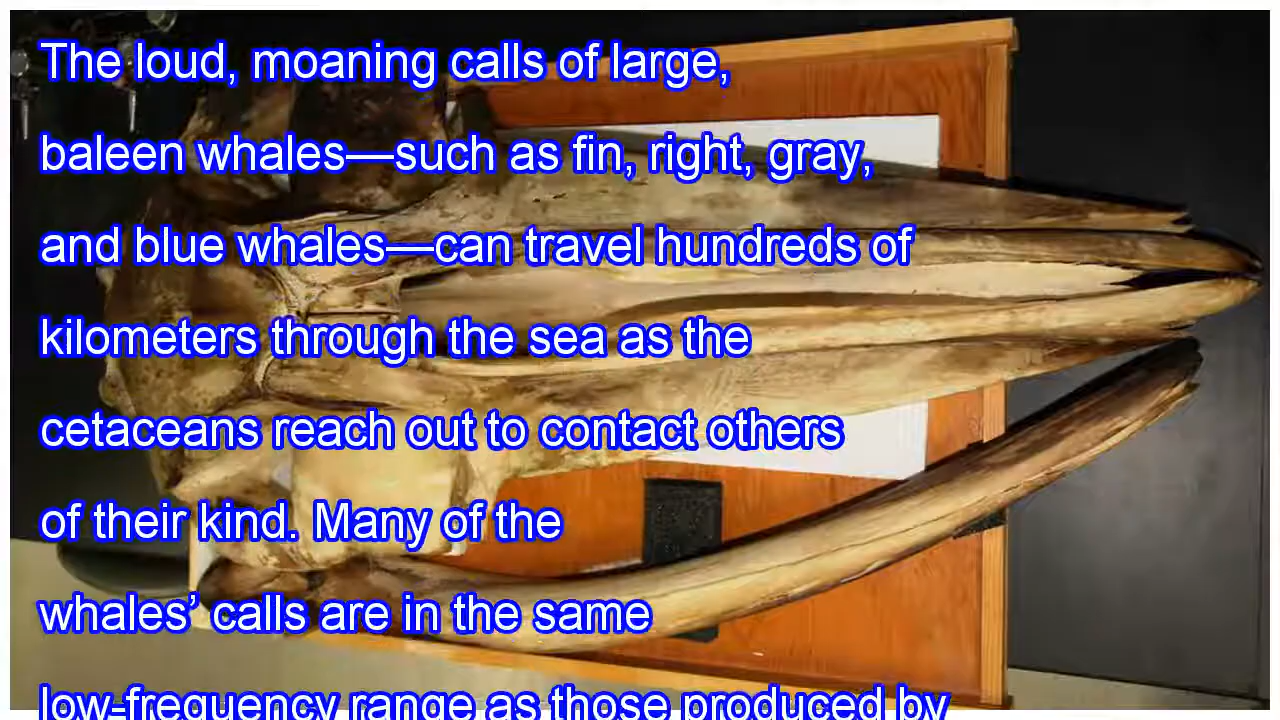 The loud, moaning calls of large,
baleen whales—such as fin, right, gray,
and blue whales—can travel hundreds of
kilometers through the sea as the
cetaceans reach out to contact others
of their kind. Many of the
whales’ calls are in the same
low-frequency range as those produced by